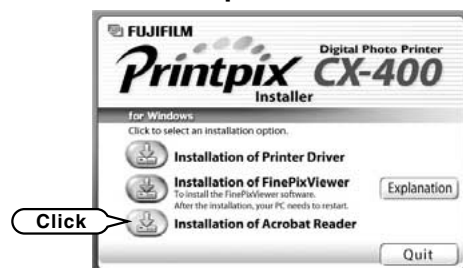 FUJIFILM
Digital Photo Printer
Printpix CX-400
Installer
for Windows
Click to select an installation option.
Installation of Printer Driver
Installation of FinePixViewer
To install the FinePixViewer software.
After the installation, your PC needs to restart.
Explanation
Click
Installation of Acrobat Reader
Quit